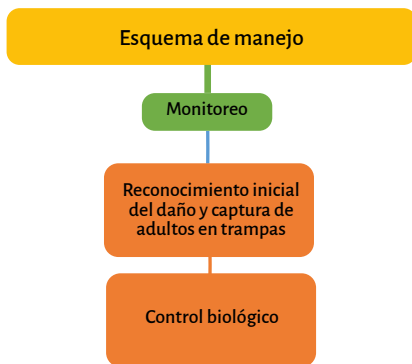 Esquema de manejo
Monitoreo
Reconocimiento inicial
del daño y captura de
adultos en trampas
Control biológico